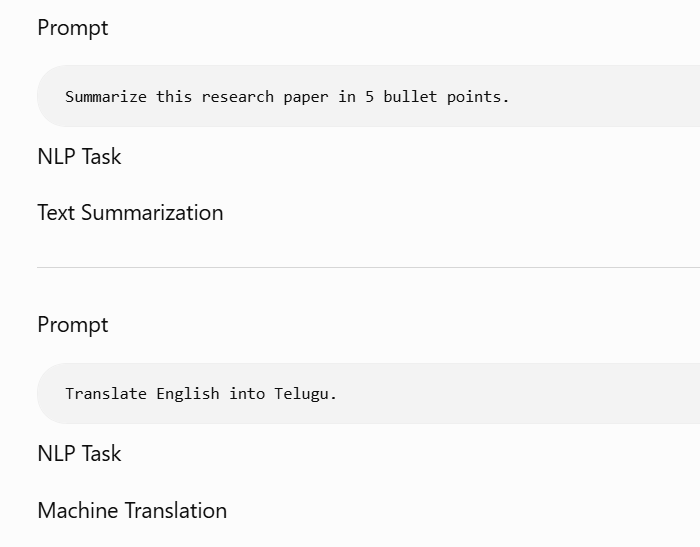 Prompt
Summarize this research paper in 5 bullet points.
NLP Task
Text Summarization
Prompt
Translate English into Telugu.
NLP Task
Machine Translation